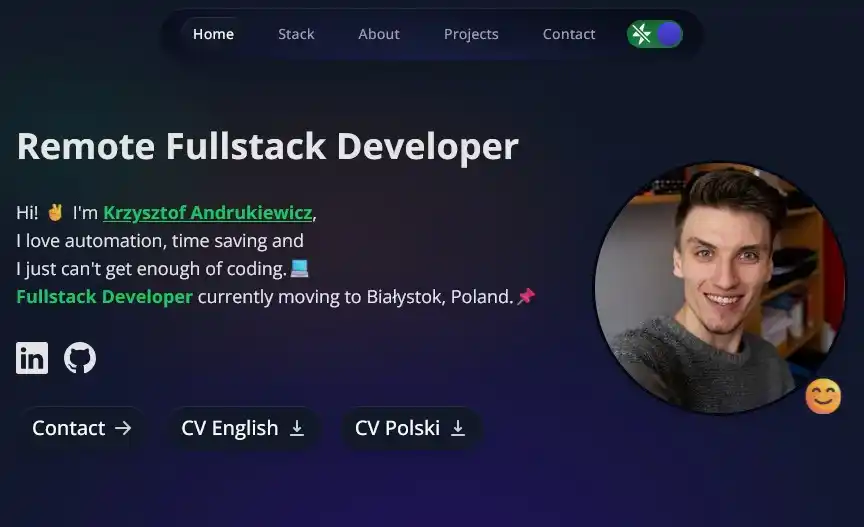 Home
Stack
About
Projects
Contact
Remote Fullstack Developer
Hi! ✌️ I'm Krzysztof Andrukiewicz,
I love automation, time saving and
I just can't get enough of coding. 💻
Fullstack Developer currently moving to Białystok, Poland. 📌
in
Contact →
CV English
CV Polski